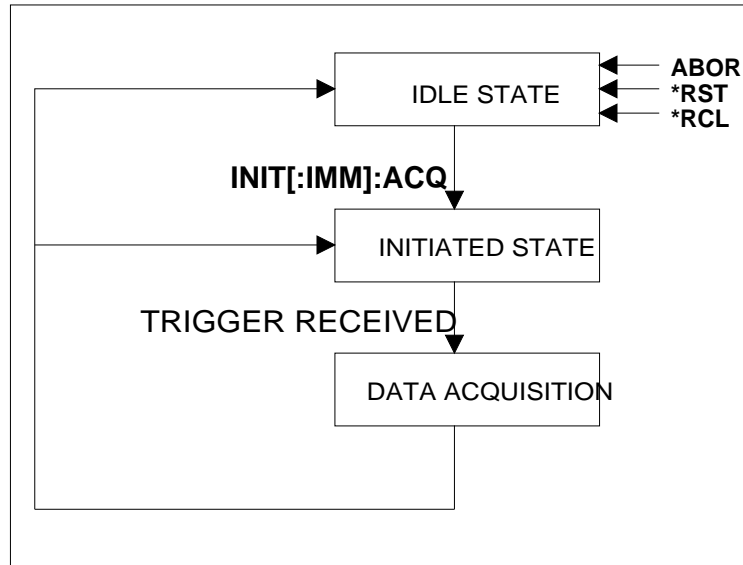 IDLE STATE
ABOR
*RST
*RCL
INIT[:IMM]:ACQ
INITIATED STATE
TRIGGER RECEIVED
DATA ACQUISITION